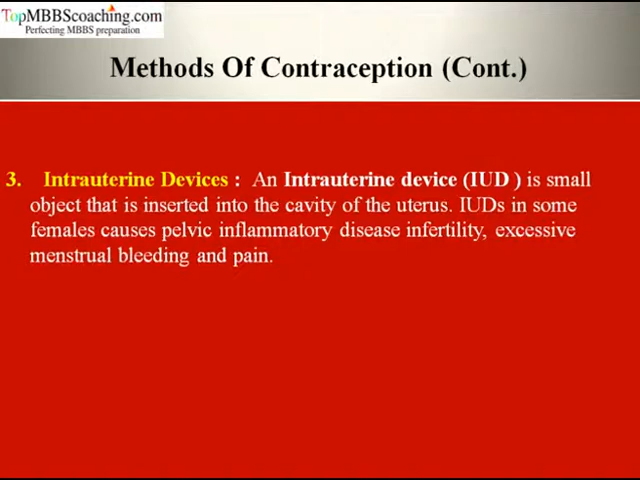 TopMBBScoaching.com
Perfecting MBBS preparation
Methods Of Contraception (Cont.)
3. Intrauterine Devices : An Intrauterine device (IUD ) is small
object that is inserted into the cavity of the uterus. IUDs in some
females causes pelvic inflammatory disease infertility, excessive
menstrual bleeding and pain.